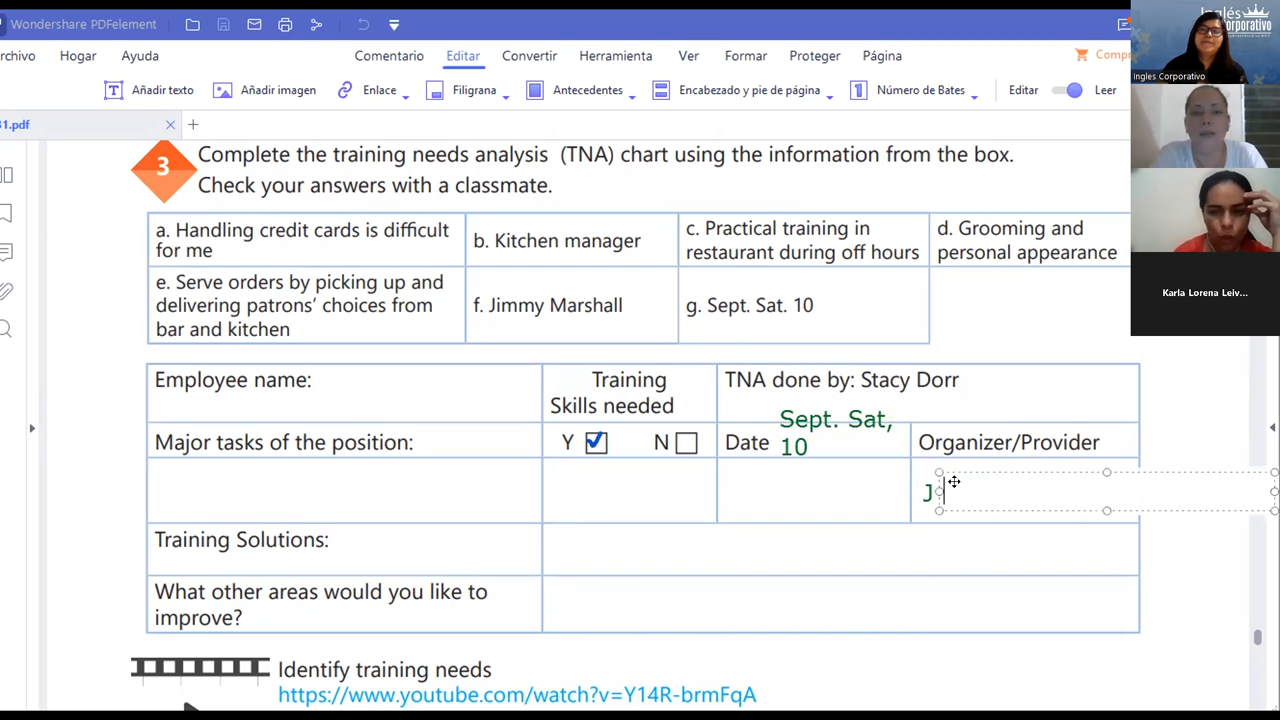 Wondershare PDFelement
rchivo Hogar Ayuda Comentario Editar Convertir Herramienta Ver Formar Proteger Página Compr
Añadir texto Añadir imagen Enlace Filigrana Antecedentes Encabezado y pie de página Número de Bates Editar Leer
31.pdf
Inglés
Corporativo
Ingles Corporativo
Karla Lorena Leiv...
3 Complete the training needs analysis (TNA) chart using the information from the box.
Check your answers with a classmate.
a. Handling credit cards is difficult
for me
b. Kitchen manager
c. Practical training in
restaurant during off hours
d. Grooming and
personal appearance
e. Serve orders by picking up and
delivering patrons’ choices from
bar and kitchen
f. Jimmy Marshall
g. Sept. Sat. 10
Employee name:
Training
Skills needed
TNA done by: Stacy Dorr
Major tasks of the position:
Y N
Date Sept. Sat,
10
Organizer/Provider
J
Training Solutions:
What other areas would you like to
improve?
Identify training needs
https://www.youtube.com/watch?v=Y14R-brmFqA